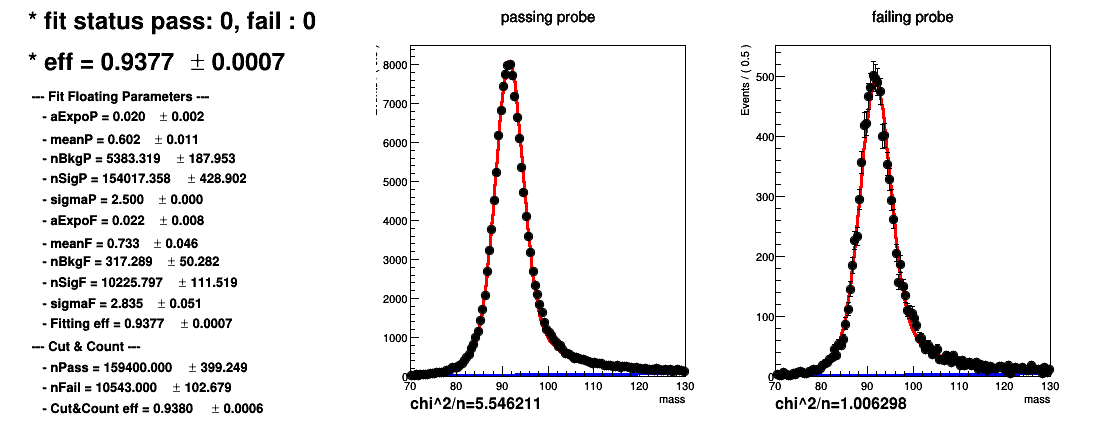 * fit status pass: 0, fail : 0
* eff = 0.9377 ± 0.0007
--- Fit Floating Parameters ---
- aExpoP = 0.020 ± 0.002
- meanP = 0.602 ± 0.011
- nBkgP = 5383.319 ± 187.953
- nSigP = 154017.358 ± 428.902
- sigmaP = 2.500 ± 0.000
- aExpoF = 0.022 ± 0.008
- meanF = 0.733 ± 0.046
- nBkgF = 317.289 ± 50.282
- nSigF = 10225.797 ± 111.519
- sigmaF = 2.835 ± 0.051
- Fitting eff = 0.9377 ± 0.0007
--- Cut & Count ---
- nPass = 159400.000 ± 399.249
- nFail = 10543.000 ± 102.679
- Cut&Count eff = 0.9380 ± 0.0006
passing probe
8000
7000
6000
5000
4000
3000
2000
1000
0
70 80 90 100 110 120 130
mass
chi^2/n=5.546211
failing probe
Events / ( 0.5 )
500
400
300
200
100
0
70 80 90 100 110 120 130
mass
chi^2/n=1.006298